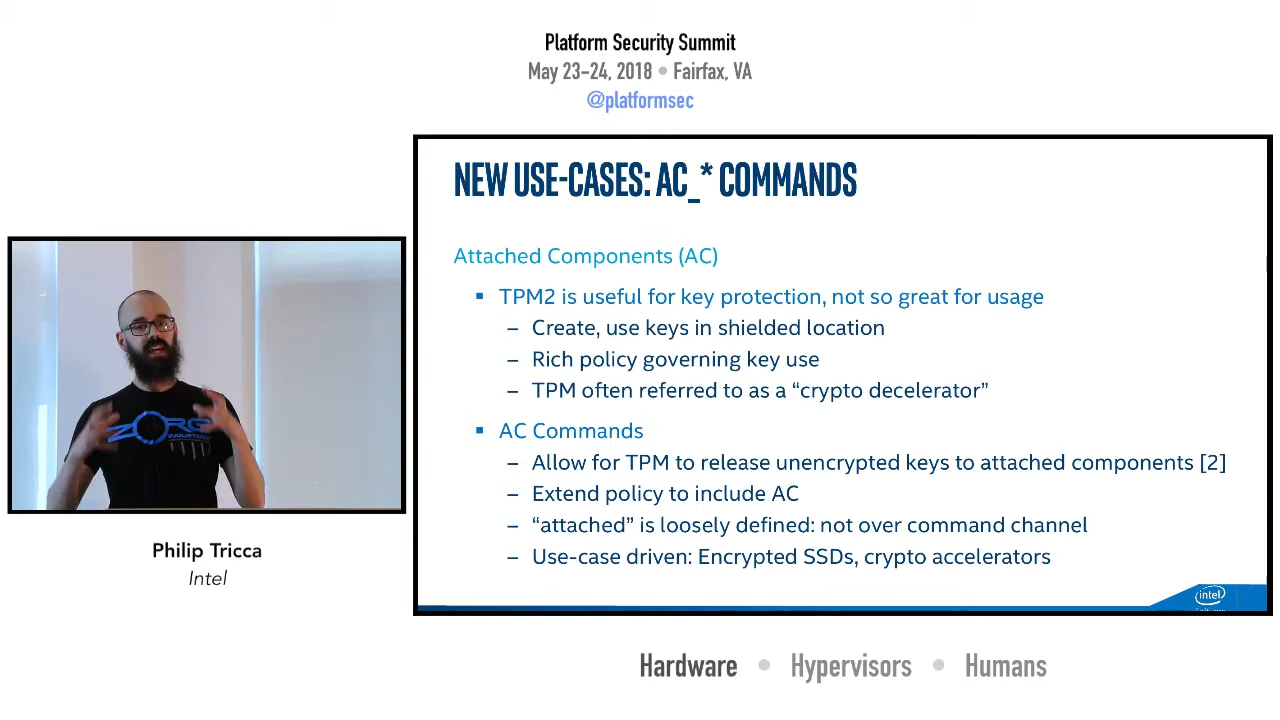 Platform Security Summit
May 23-24, 2018 • Fairfax, VA
@platformsec
NEW USE-CASES: AC_* COMMANDS
Attached Components (AC)
▪ TPM2 is useful for key protection, not so great for usage
– Create, use keys in shielded location
– Rich policy governing key use
– TPM often referred to as a “crypto decelerator”
▪ AC Commands
– Allow for TPM to release unencrypted keys to attached components [2]
– Extend policy to include AC
– “attached” is loosely defined: not over command channel
– Use-case driven: Encrypted SSDs, crypto accelerators
intel
ZORG
INDUSTRIES
Philip Tricca
Intel
Hardware • Hypervisors • Humans